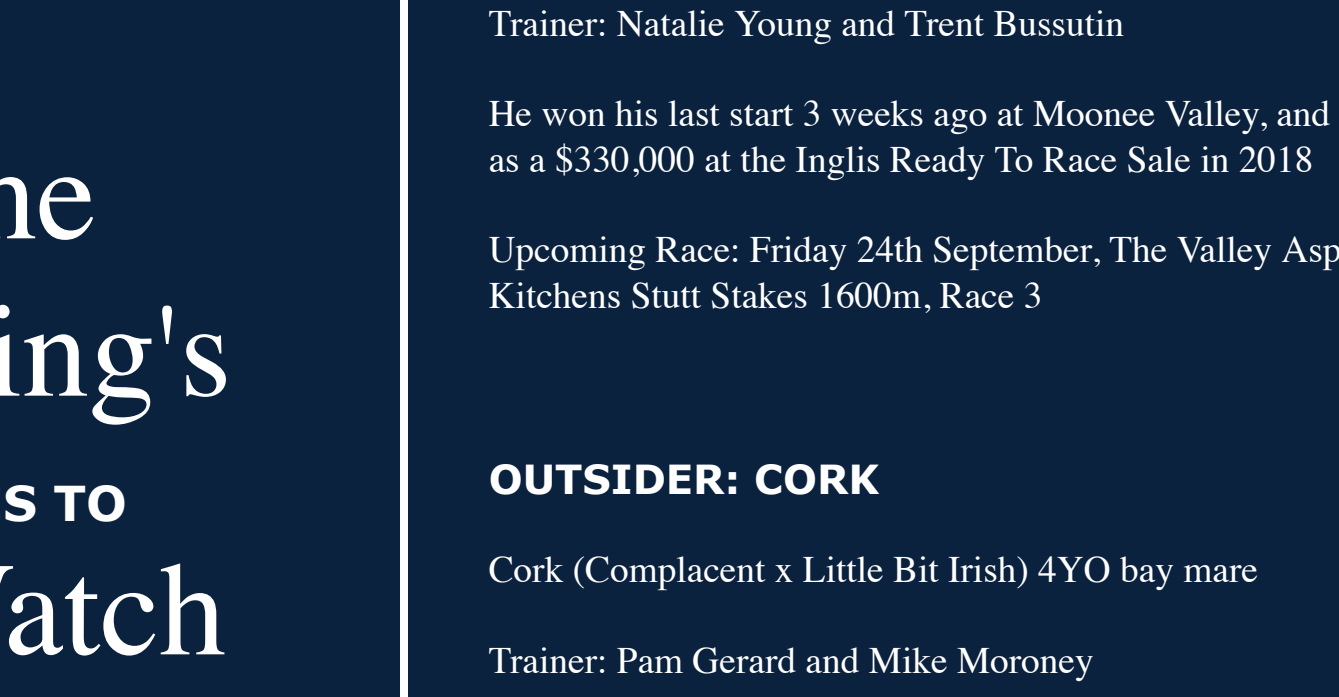 ne
ing's
S TO
atch
Trainer: Natalie Young and Trent Bussutin
He won his last start 3 weeks ago at Moonee Valley, and
as a $330,000 at the Inglis Ready To Race Sale in 2018
Upcoming Race: Friday 24th September, The Valley Asp
Kitchens Stutt Stakes 1600m, Race 3
OUTSIDER: CORK
Cork (Complacent x Little Bit Irish) 4YO bay mare
Trainer: Pam Gerard and Mike Moroney